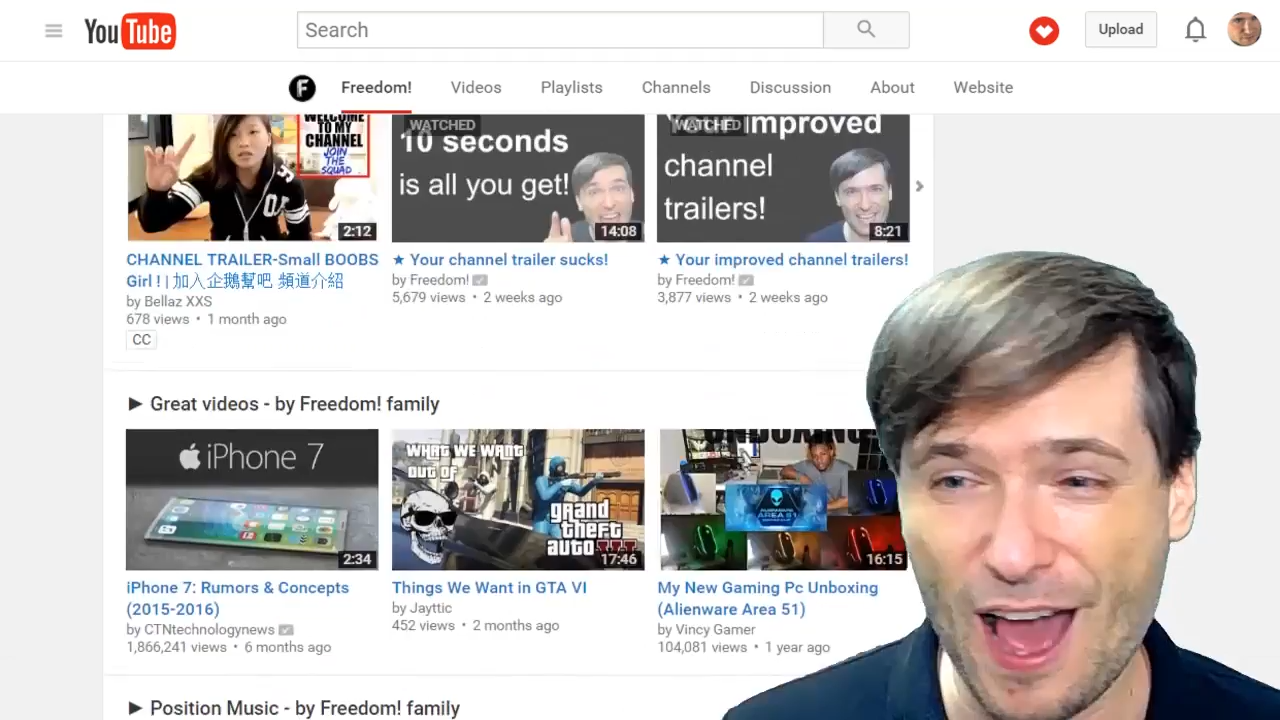 YouTube
Search
Upload
F
Freedom!
Videos
Playlists
Channels
Discussion
About
Website
WELCOME
TO MY
CHANNEL
JOIN
THE
SQUAD
2:12
WATCHED
10 seconds
is all you get!
14:08
WATCHED
Your improved
channel
trailers!
8:21
CHANNEL TRAILER-Small BOOBS
Girl ! | 加入企鵝幫吧 頻道介紹
by Bellaz XXS
678 views • 1 month ago
CC
★ Your channel trailer sucks!
by Freedom!
5,679 views • 2 weeks ago
★ Your improved channel trailers!
by Freedom!
3,877 views • 2 weeks ago
▶ Great videos - by Freedom! family
iPhone 7
2:34
WHAT WE WANT
OUT OF
grand
theft
auto
17:46
UNBOXING
ALIENWARE
AREA 51
16:15
iPhone 7: Rumors & Concepts
(2015-2016)
by CTNtechnologynews
1,866,241 views • 6 months ago
Things We Want in GTA VI
by Jayttic
452 views • 2 months ago
My New Gaming Pc Unboxing
(Alienware Area 51)
by Vincy Gamer
104,081 views • 1 year ago
▶ Position Music - by Freedom! family